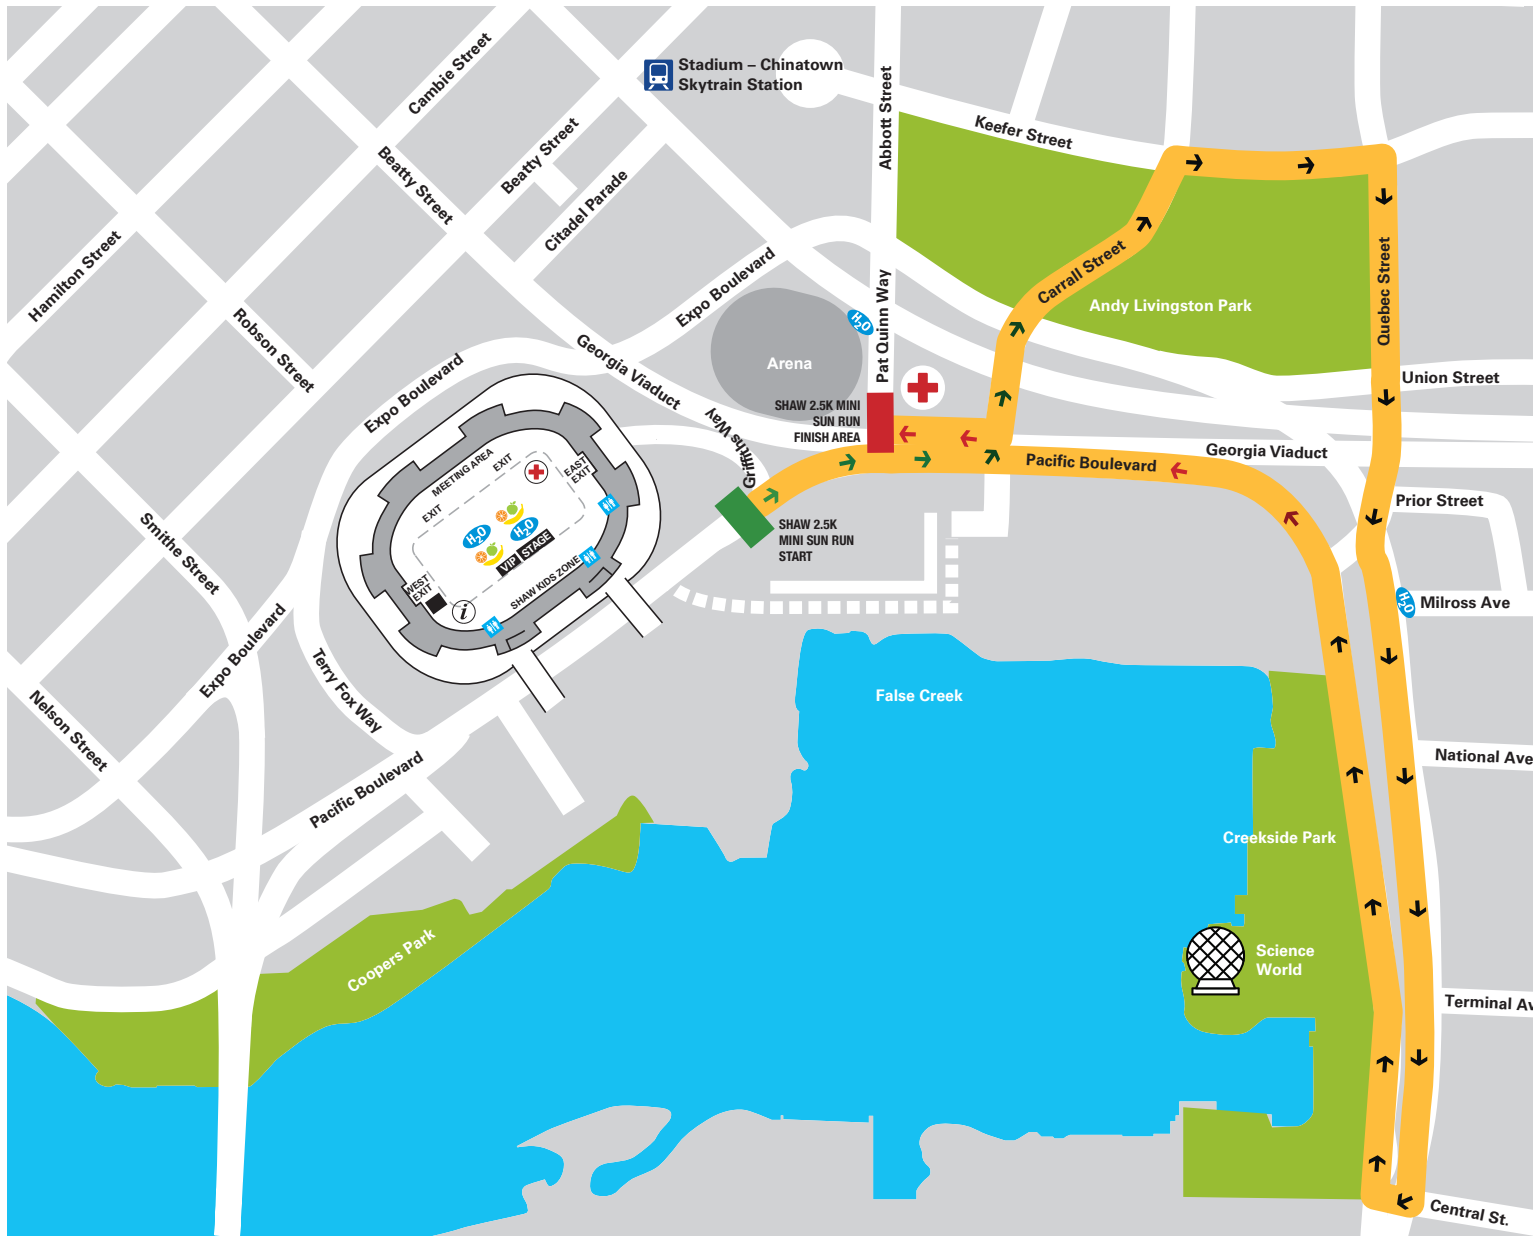 Stadium – Chinatown
Skytrain Station
Cambie Street
Beatty Street
Beatty Street
Citadel Parade
Hamilton Street
Robson Street
Abbott Street
Keefer Street
Carrall Street
Andy Livingston Park
Quebec Street
Expo Boulevard
Pat Quinn Way
H2O
Arena
Georgia Viaduct
Expo Boulevard
Griffiths Way
SHAW 2.5K MINI
SUN RUN
FINISH AREA
Union Street
Georgia Viaduct
Pacific Boulevard
Prior Street
SHAW 2.5K
MINI SUN RUN
START
MEETING AREA
EXIT
EXIT
EAST
EXIT
H2O
H2O
VIP
STAGE
SHAW KIDS ZONE
WEST
EXIT
i
Smithe Street
Expo Boulevard
Terry Fox Way
Nelson Street
Pacific Boulevard
H2O
Milross Ave
False Creek
National Ave
Creekside Park
Coopers Park
Science
World
Terminal Av
Central St.